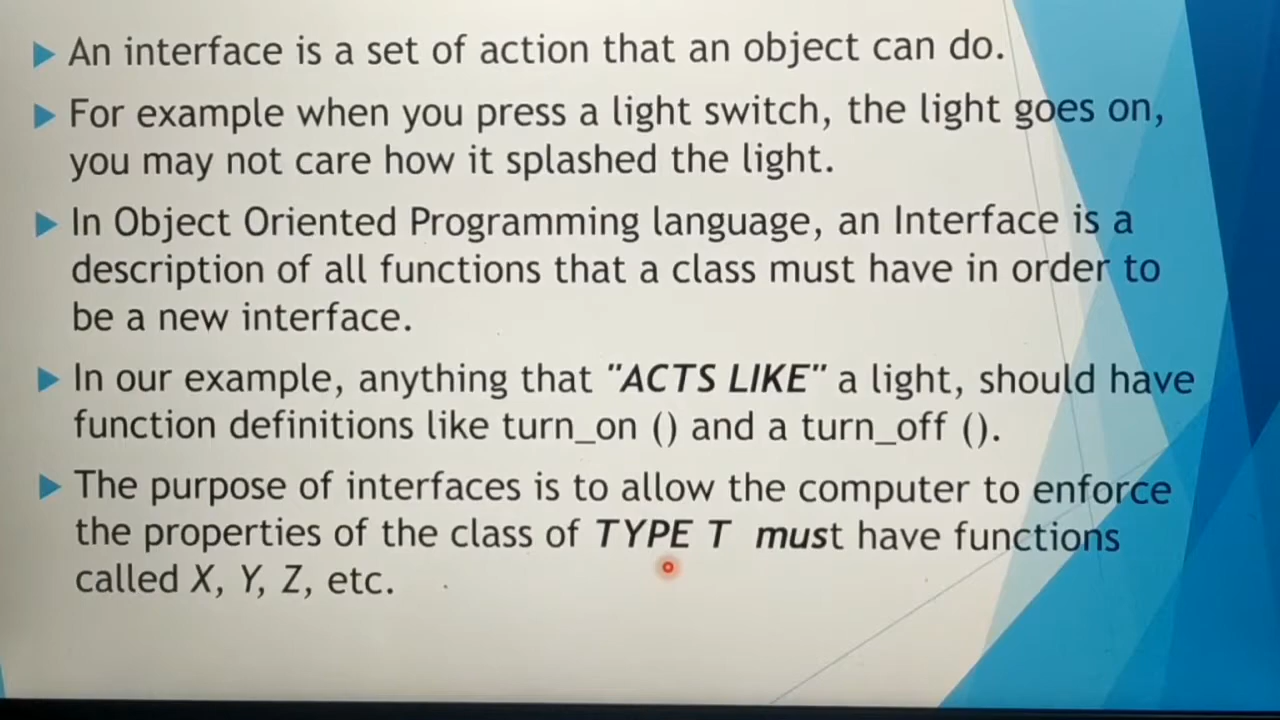 An interface is a set of action that an object can do.
For example when you press a light switch, the light goes on,
you may not care how it splashed the light.
In Object Oriented Programming language, an Interface is a
description of all functions that a class must have in order to
be a new interface.
In our example, anything that "ACTS LIKE" a light, should have
function definitions like turn_on () and a turn_off ().
The purpose of interfaces is to allow the computer to enforce
the properties of the class of TYPE T must have functions
called X, Y, Z, etc.